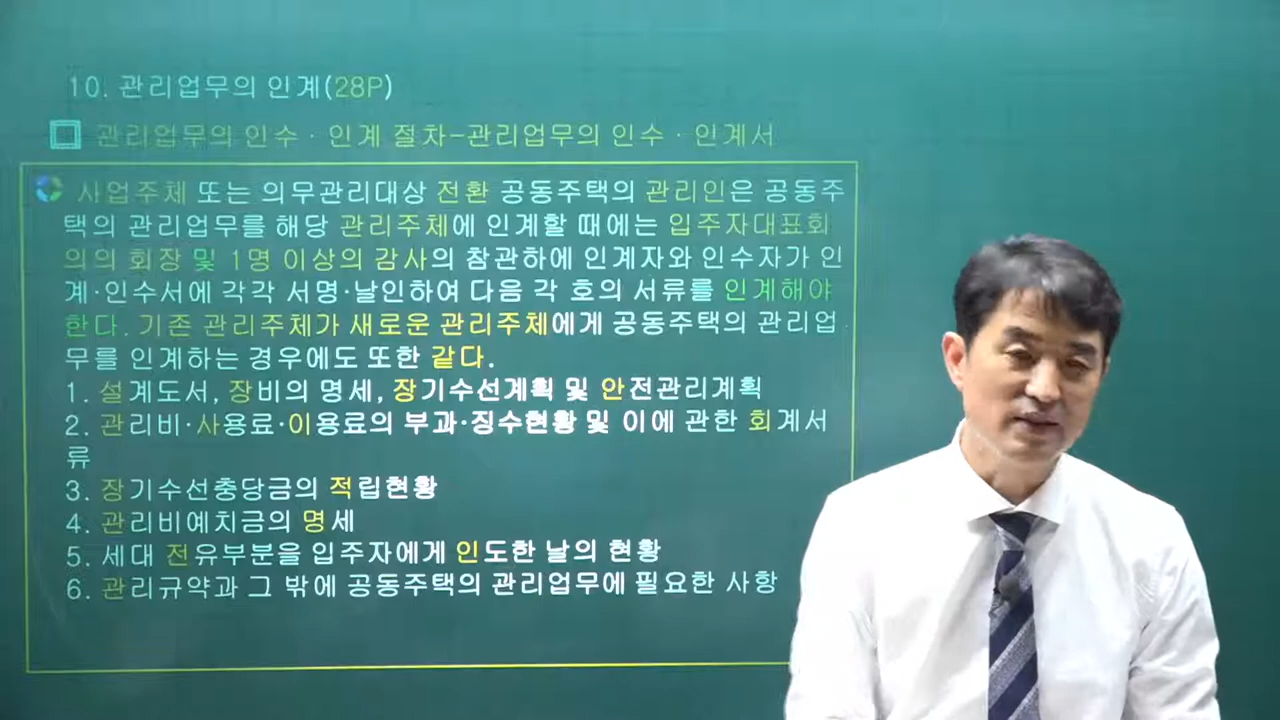 10. 관리업무의 인계(28P)
관리업무의 인수 · 인계 절차-관리업무의 인수 · 인계서
사업주체 또는 의무관리대상 전환 공동주택의 관리인은 공동주
택의 관리업무를 해당 관리주체에 인계할 때에는 입주자대표회
의의 회장 및 1명 이상의 감사의 참관하에 인계자와 인수자가 인
계·인수서에 각각 서명·날인하여 다음 각 호의 서류를 인계해야
한다. 기존 관리주체가 새로운 관리주체에게 공동주택의 관리업
무를 인계하는 경우에도 또한 같다.
1. 설계도서, 장비의 명세, 장기수선계획 및 안전관리계획
2. 관리비·사용료·이용료의 부과·징수현황 및 이에 관한 회계서
류
3. 장기수선충당금의 적립현황
4. 관리비예치금의 명세
5. 세대 전유부분을 입주자에게 인도한 날의 현황
6. 관리규약과 그 밖에 공동주택의 관리업무에 필요한 사항